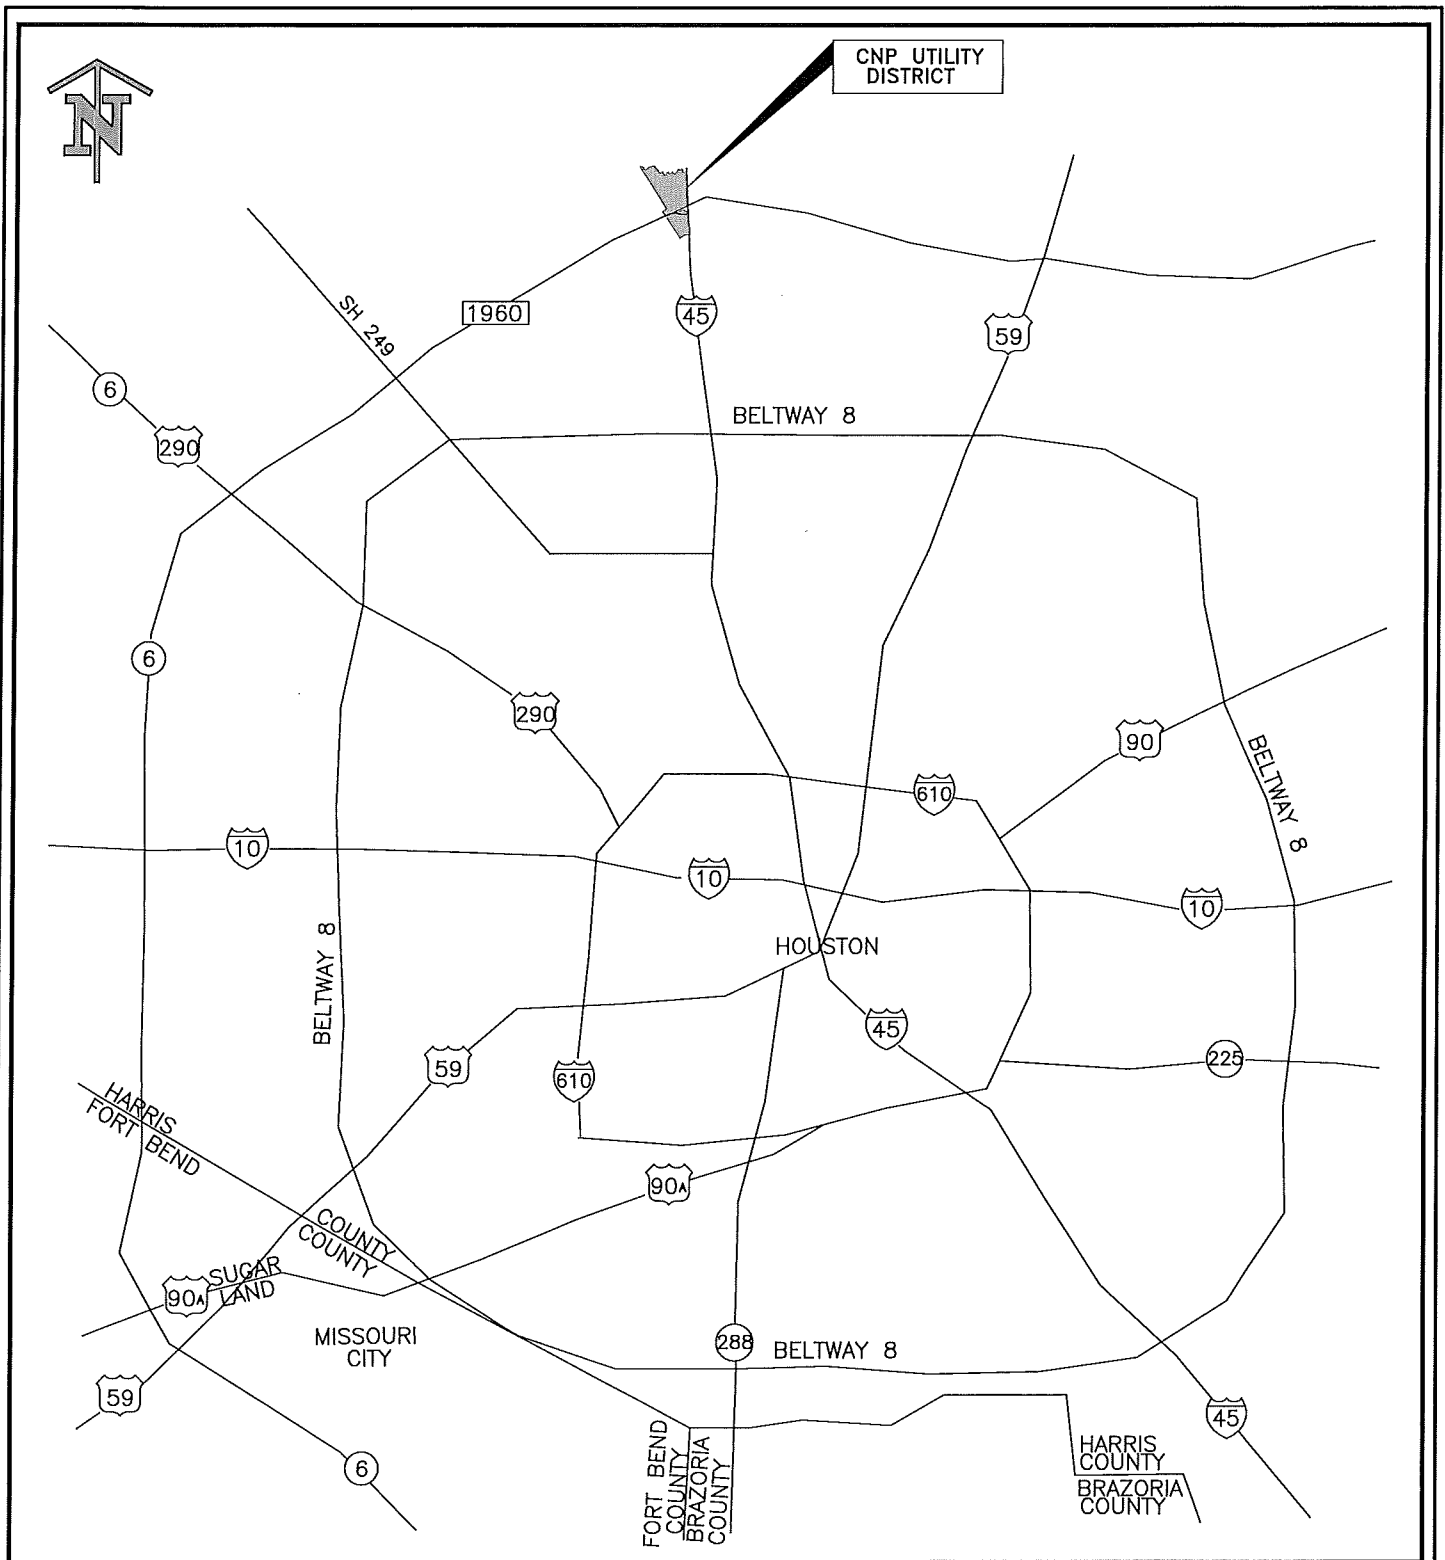 CNP UTILITY
DISTRICT
N
1960
SH 249
45
59
6
290
BELTWAY 8
6
290
90
610
BELTWAY 8
10
10
10
HOUSTON
BELTWAY 8
45
59
225
610
HARRIS
FORT BEND
90A
COUNTY
COUNTY
SUGAR
LAND
90A
MISSOURI
CITY
288
BELTWAY 8
59
45
6
FORT BEND
COUNTY
BRAZORIA
COUNTY
HARRIS
COUNTY
BRAZORIA
COUNTY